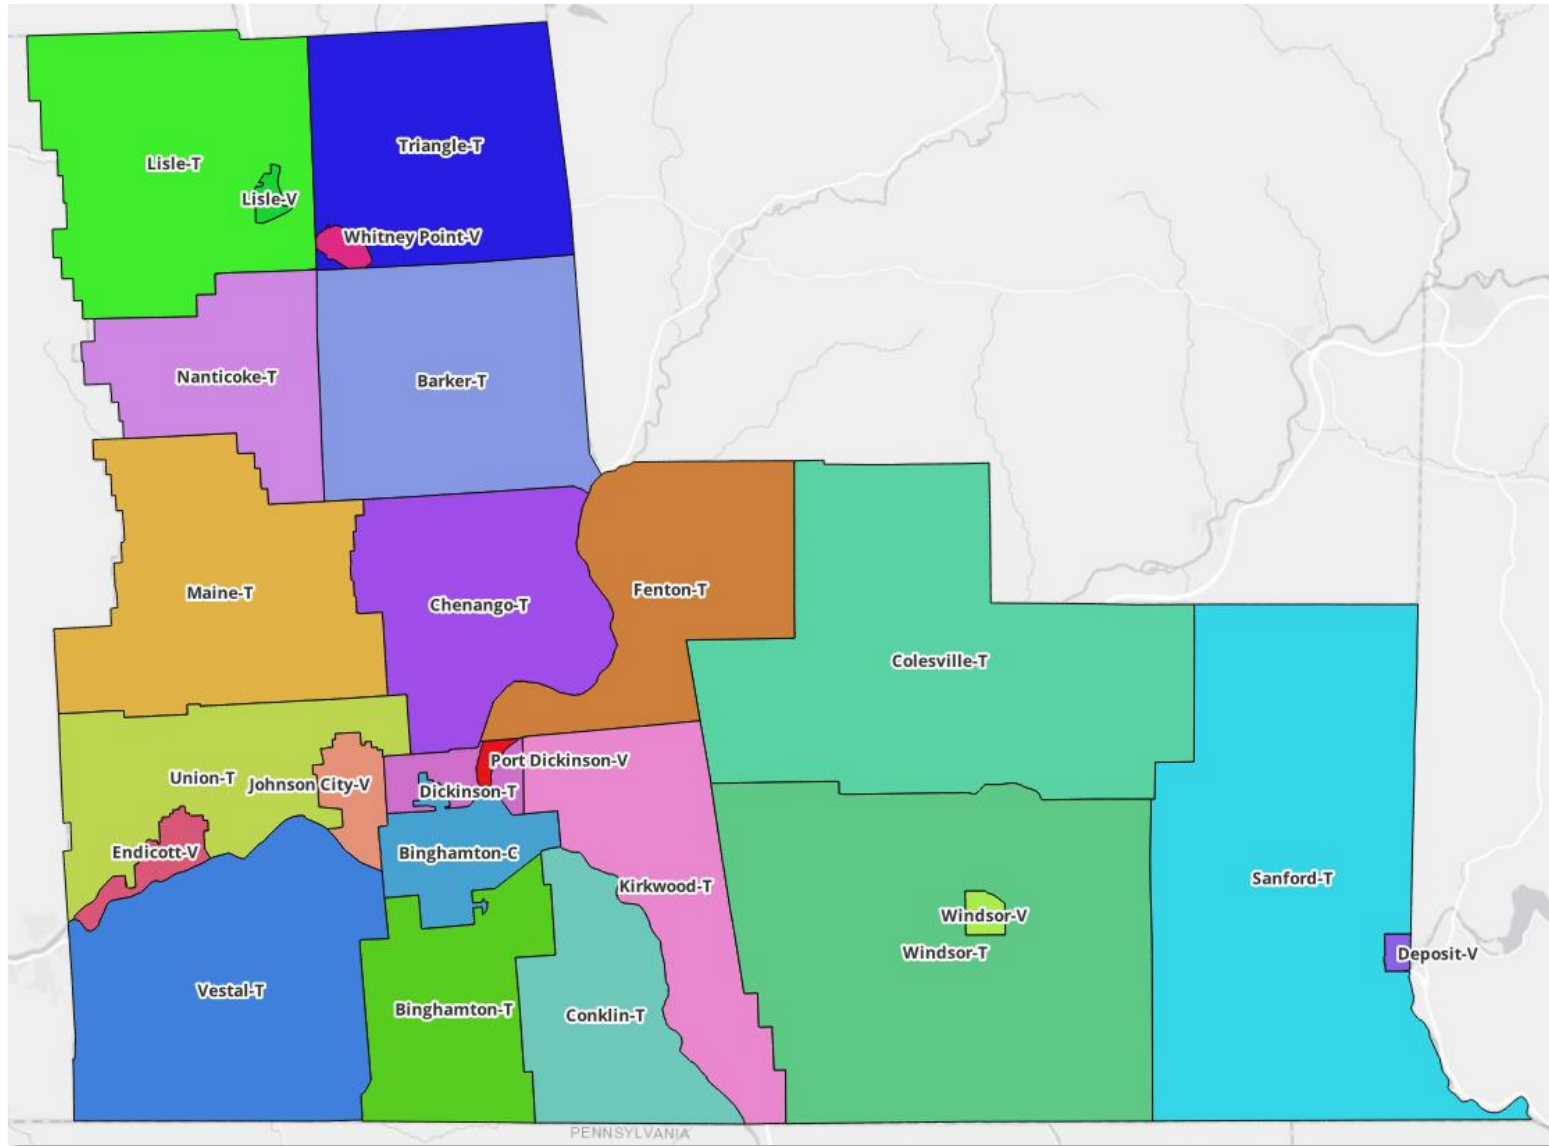 Triangle-T
Lisle-T
Lisle-V
Whitney Point-V
Nanticoke-T
Barker-T
Maine-T
Fenton-T
Chenango-T
Colesville-T
Port Dickinson-V
Union-T
Johnson City-V
Dickinson-T
Endicott-V
Binghamton-C
Sanford-T
Kirkwood-T
Windsor-V
Windsor-T
Deposit-V
Vestal-T
Binghamton-T
Conklin-T
PENNSYLVANIA